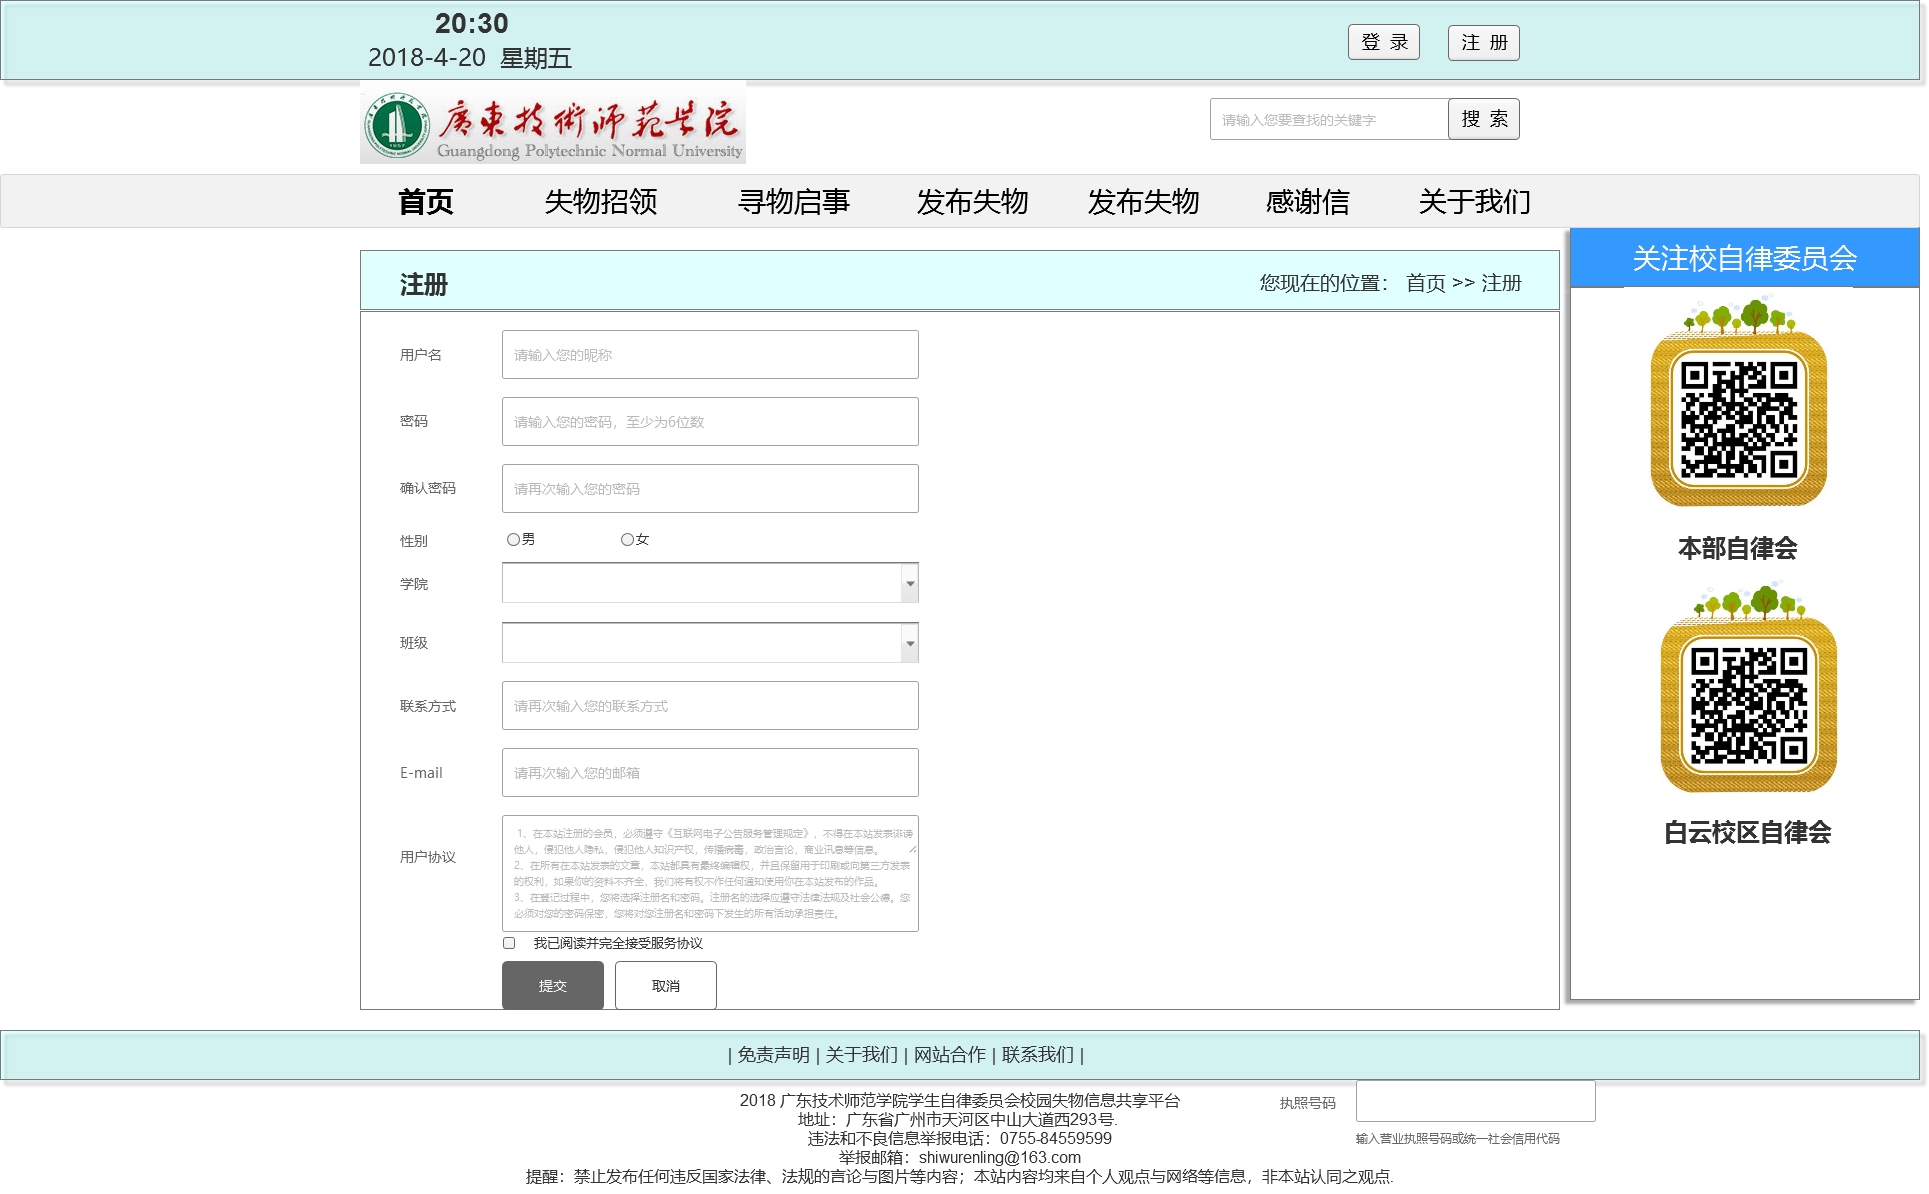 20:30
2018-4-20 星期五
登 录
注 册
廣東技術师范学院
Guangdong Polytechnic Normal University
请输入您要查找的关键字
搜 索
首页
失物招领
寻物启事
发布失物
发布失物
感谢信
关于我们
注册
您现在的位置： 首页 >> 注册
关注校自律委员会
用户名
请输入您的昵称
密码
请输入您的密码，至少为6位数
确认密码
请再次输入您的密码
性别
男
女
学院
班级
联系方式
请再次输入您的联系方式
E-mail
请再次输入您的邮箱
用户协议
1、在本站注册的会员，必须遵守《互联网电子公告服务管理规定》，不得在本站发表诽谤
他人，侵犯他人隐私，侵犯他人知识产权，传播病毒，政治言论，商业讯息等信息。
2、在所有在本站发表的文章，本站都具有最终编辑权，并且保留用于印刷或向第三方发表
的权利，如果你的资料不齐全，我们将有权不作任何通知使用你在本站发布的作品。
3、在登记过程中，您将选择注册名和密码。注册名的选择应遵守法律法规及社会公德。您
必须对您的密码保密，您将对您注册名和密码下发生的所有活动承担责任。
我已阅读并完全接受服务协议
提交
取消
本部自律会
白云校区自律会
| 免责声明 | 关于我们 | 网站合作 | 联系我们 |
2018 广东技术师范学院学生自律委员会校园失物信息共享平台
地址：广东省广州市天河区中山大道西293号.
违法和不良信息举报电话：0755-84559599
举报邮箱：shiwurenling@163.com
提醒：禁止发布任何违反国家法律、法规的言论与图片等内容；本站内容均来自个人观点与网络等信息，非本站认同之观点.
执照号码
输入营业执照号码或统一社会信用代码